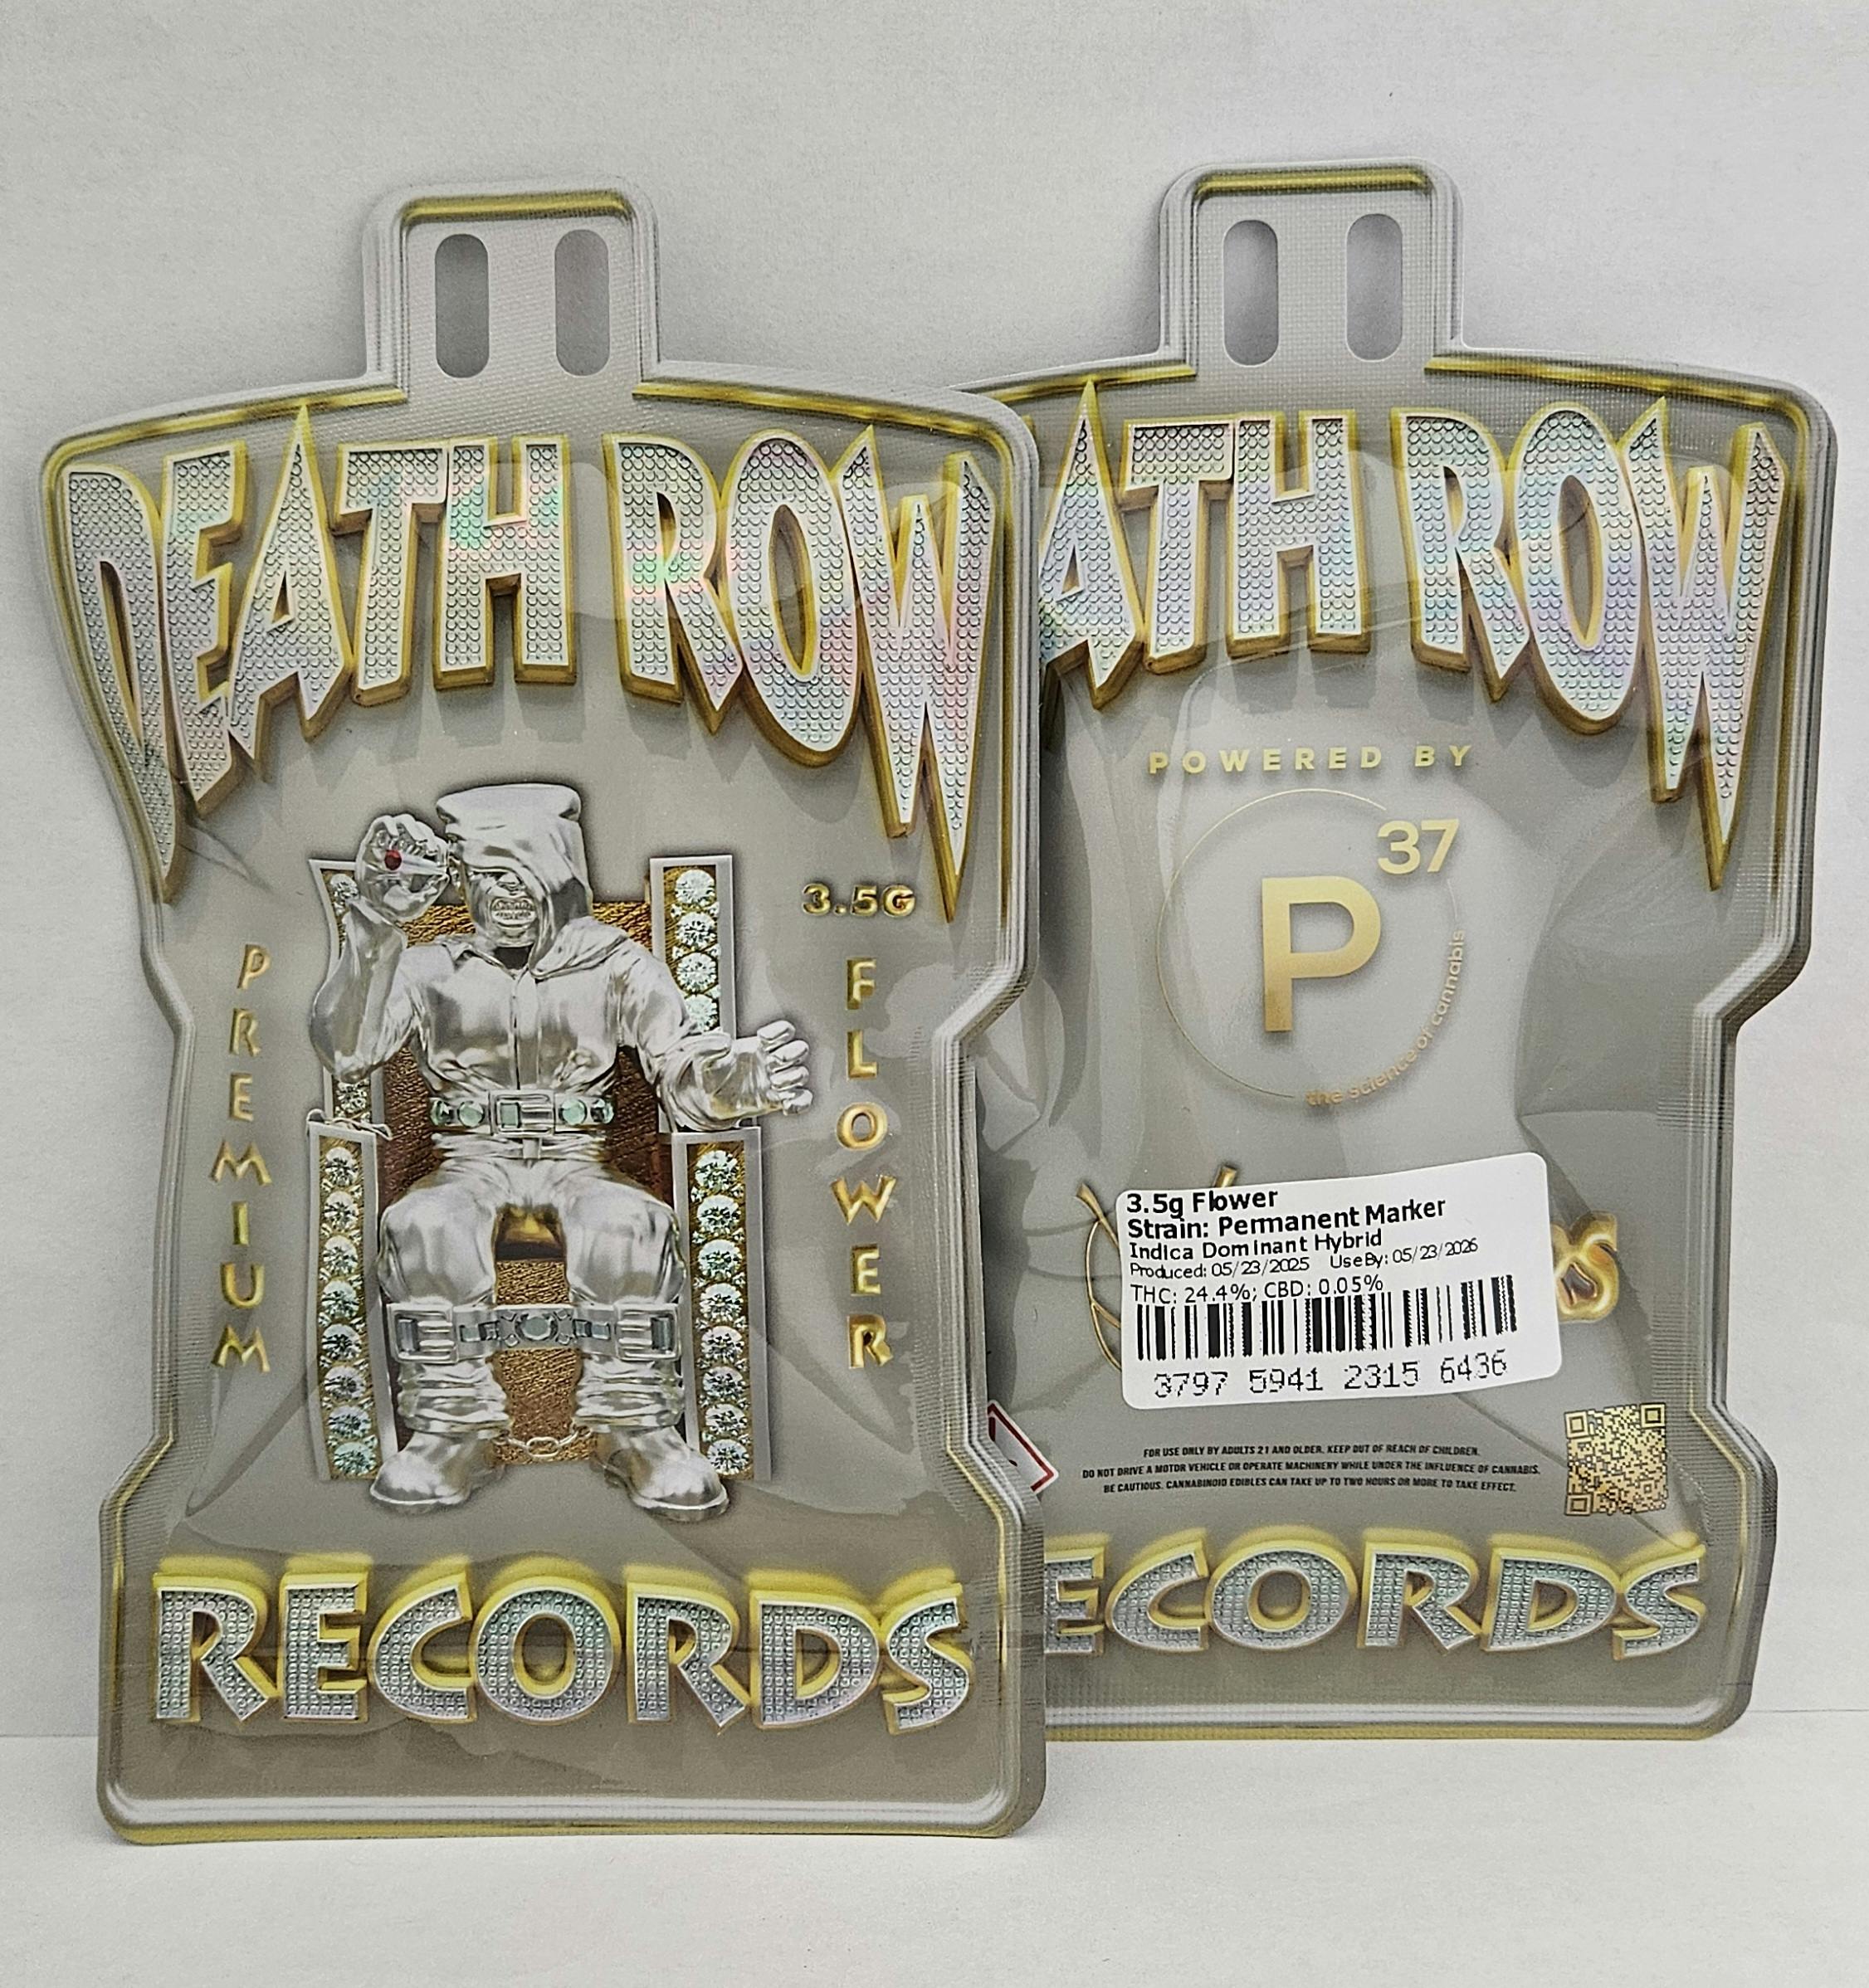 DEATH ROW
PREMIUM
3.5G
FLOWER
RECORDS
ATH ROW
POWERED BY
P37
the science of cannabis
3.5g Flower
Strain: Permanent Marker
Indica Dominant Hybrid
Produced: 05/23/2025 Use By: 05/23/2026
THC: 24.4%; CBD: 0.05%
3797 5941 2315 6436
FOR USE ONLY BY ADULTS 21 AND OLDER. KEEP OUT OF REACH OF CHILDREN.
DO NOT DRIVE A MOTOR VEHICLE OR OPERATE MACHINERY WHILE UNDER THE INFLUENCE OF CANNABIS.
BE CAUTIOUS. CANNABINOID EDIBLES CAN TAKE UP TO TWO HOURS OR MORE TO TAKE EFFECT.
ECORDS